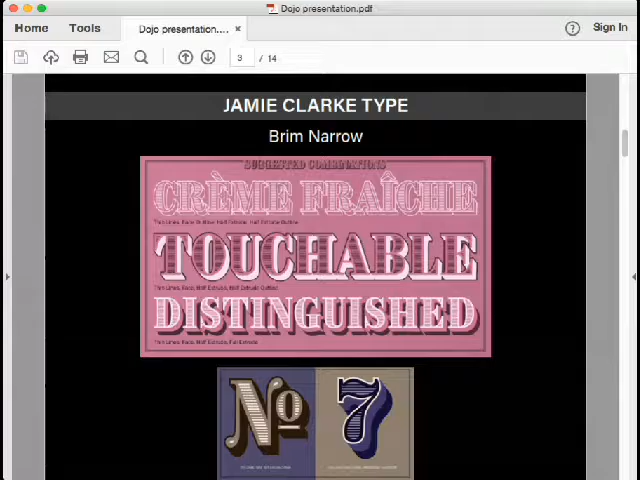 Dojo presentation.pdf
Home Tools Dojo presentation.... × ? Sign In
3 / 14
JAMIE CLARKE TYPE
Brim Narrow
SUGGESTED COMBINATIONS
CRÈME FRAÎCHE
TOUCHABLE
DISTINGUISHED
No 7